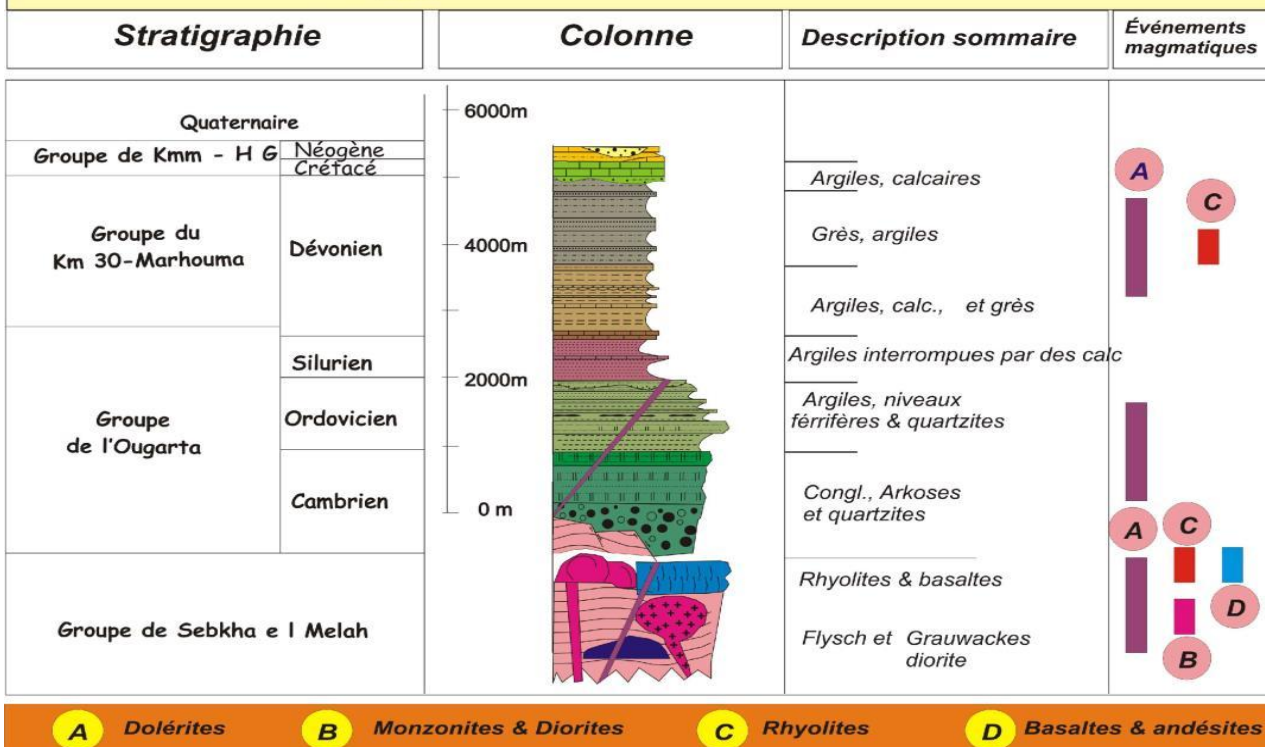 Stratigraphie
Colonne
Description sommaire
Événements
magmatiques
Quaternaire
Groupe de Kmm - H G
Néogène
Crétacé
Groupe du
Km 30-Marhouma
Dévonien
Silurien
Groupe
de l'Ougarta
Ordovicien
Cambrien
Groupe de Sebkha e l Melah
6000m
4000m
2000m
0 m
Argiles, calcaires
Grès, argiles
Argiles, calc., et grès
Argiles interrompues par des calc
Argiles, niveaux
férrifères & quartzites
Congl., Arkoses
et quartzites
Rhyolites & basaltes
Flysch et Grauwackes
diorite
A
C
A
C
D
B
A Dolérites B Monzonites & Diorites C Rhyolites D Basaltes & andésites